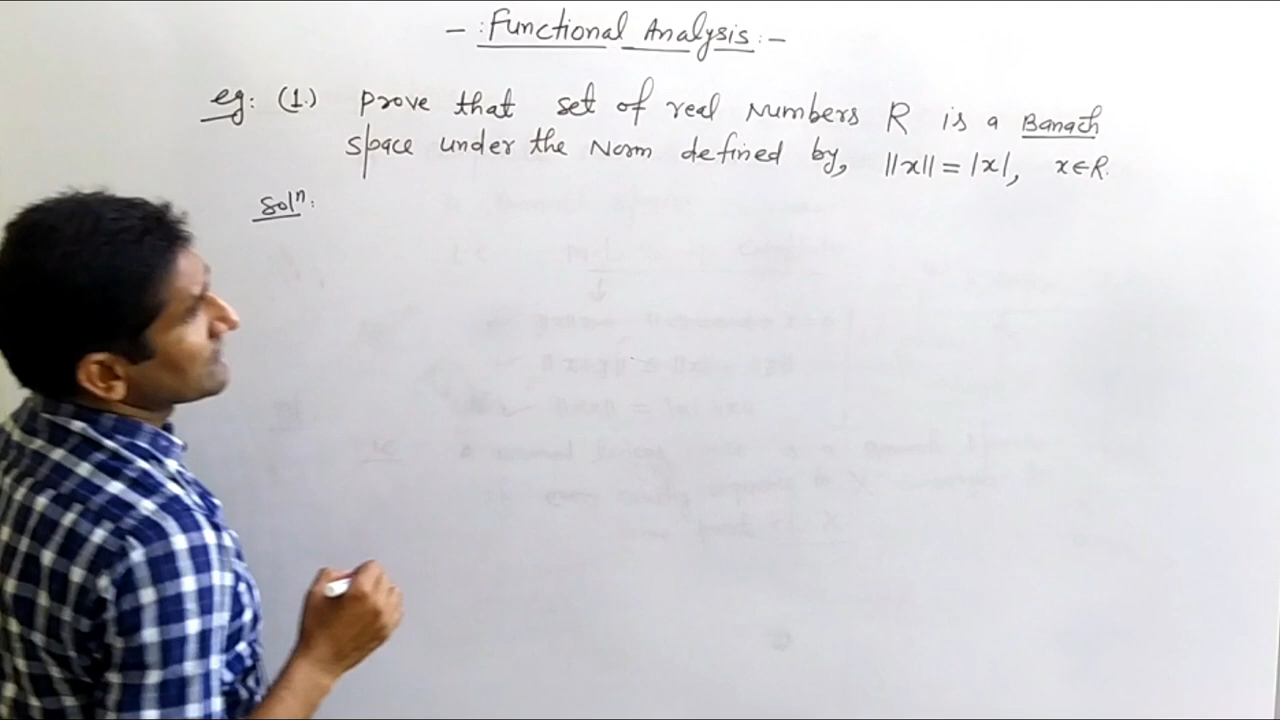 - : Functional Analysis : -
eg: (1.) prove that set of real Numbers R is a Banach
space under the Norm defined by, ||x|| = |x|, x∈R.
Solⁿ: